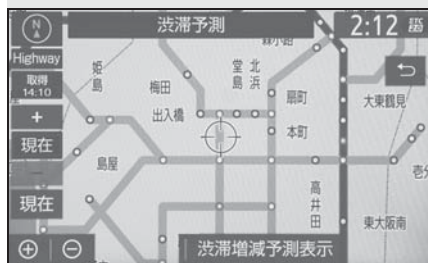 N
渋滞予測
2:12
Highway
取得
14:10
+
現在
現在
姫島
梅田
堂島
北浜
扇町
大東鶴見
出入橋
本町
島屋
高井田
東大阪南
渋滞増減予測表示